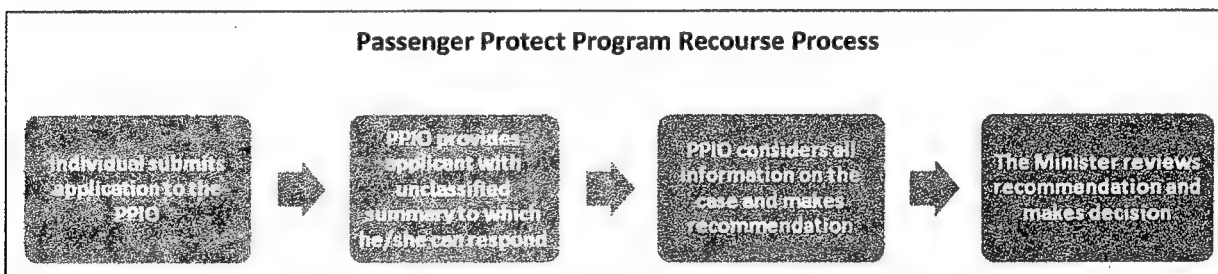 Passenger Protect Program Recourse Process
Individual submits
application to the
PPIO
PPIO provides
applicant with
unclassified
summary to which
he/she can respond
PPIO considers all
information on the
case and makes
recommendation
The Minister reviews
recommendation and
makes decision